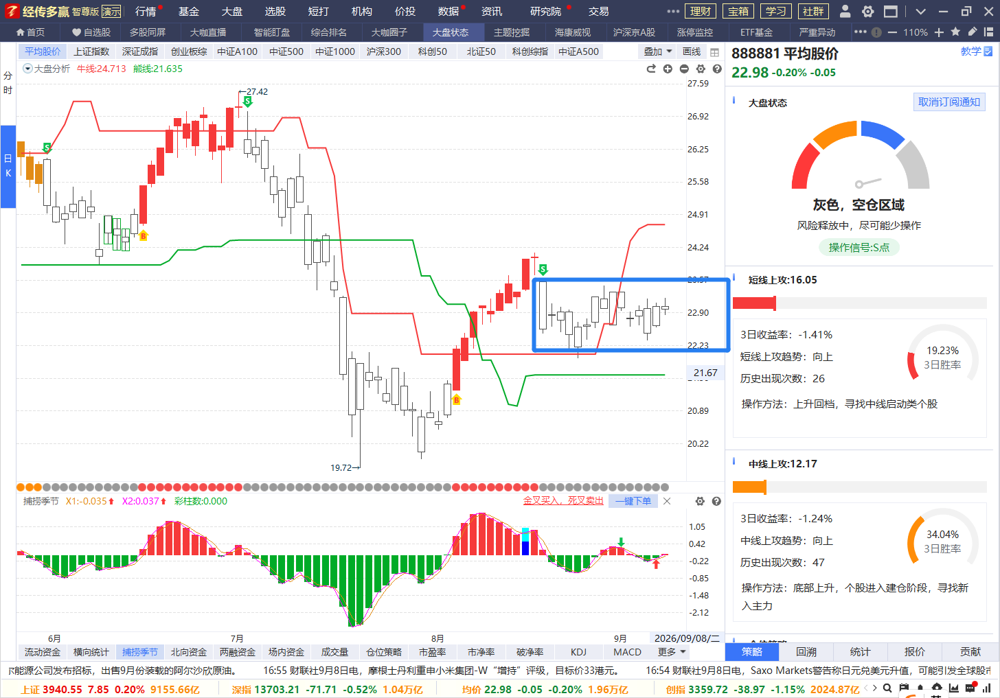 经传多赢 智尊版 演示 行情 基金 大盘 选股 短打 机构 价投 数据 资讯 研究院 交易 理财 宝箱 学习 社群
首页 自选股 多股同屏 大咖直播 智能盯盘 综合排名 大咖圈子 大盘状态 主题挖掘 海康威视 沪深京A股 涨停监控 ETF基金 严重异动 110%
分时
日K
平均股价 上证指数 深证成指 创业板综 中证A100 中证500 中证1000 沪深300 科创50 北证50 科创综指 中证A500 叠加 画线
大盘分析 牛线:24.713 熊线:21.635
27.59
26.92
26.25
25.58
24.91
24.24
22.90
22.23
21.67
20.89
20.22
←27.42
19.72→
S
S
S
B
B
捕捞季节 X1:-0.035 X2:0.037 彩柱数:0.000 金叉买入，死叉卖出 一键下单
1.05
0.42
-0.22
-0.85
-1.48
-2.12
6月 7月 8月 9月 2026/09/08/二
流动资金 横向统计 捕捞季节 北向资金 两融资金 场内资金 成交量 仓位策略 市盈率 市净率 破净率 KDJ MACD 更多
888881 平均股价 教学
22.98 -0.20% -0.05
大盘状态 取消订阅通知
灰色，空仓区域
风险释放中，尽可能少操作
操作信号:S点
短线上攻:16.05
3日收益率：-1.41%
短线上攻趋势：向上
历史出现次数：26
19.23%
3日胜率
操作方法：上升回档，寻找中线启动类个股
中线上攻:12.17
3日收益率：-1.24%
中线上攻趋势：向上
历史出现次数：47
34.04%
3日胜率
操作方法：底部上升，个股进入建仓阶段，寻找新
入主力
策略 回溯 统计 报价 贡献
尔能源公司发布招标，出售9月份装载的阿尔沙欣原油。 16:55 财联社9月8日电，摩根士丹利重申小米集团-W“增持”评级，目标价33港元。 16:54 财联社9月8日电，Saxo Markets警告称日元兑美元升值，可能引发全球股市
上证 3940.55 7.85 0.20% 9155.66亿 深指 13703.21 -71.71 -0.52% 1.04万亿 均价 22.98 -0.05 -0.20% 1.96万亿 创指 3359.72 -38.97 -1.15% 2024.87亿